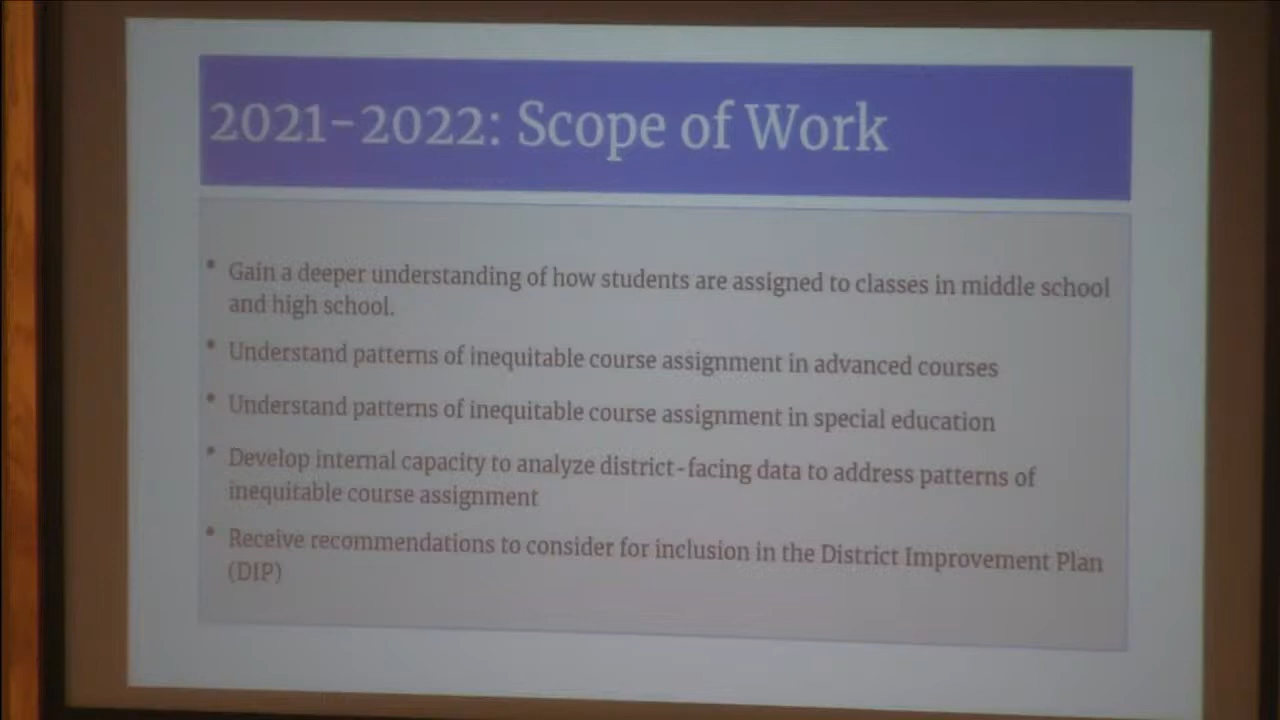 2021-2022: Scope of Work
• Gain a deeper understanding of how students are assigned to classes in middle school
and high school.
• Understand patterns of inequitable course assignment in advanced courses
• Understand patterns of inequitable course assignment in special education
• Develop internal capacity to analyze district-facing data to address patterns of
inequitable course assignment
• Receive recommendations to consider for inclusion in the District Improvement Plan
(DIP)